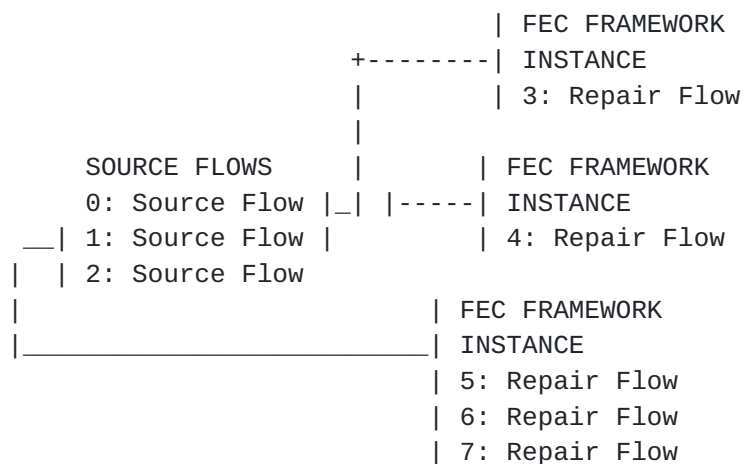 | FEC FRAMEWORK
+--------| INSTANCE
| | 3: Repair Flow
|
SOURCE FLOWS | | FEC FRAMEWORK
0: Source Flow |_| |-----| INSTANCE
__| 1: Source Flow | | 4: Repair Flow
| | 2: Source Flow
| | FEC FRAMEWORK
|__________________________| INSTANCE
| 5: Repair Flow
| 6: Repair Flow
| 7: Repair Flow